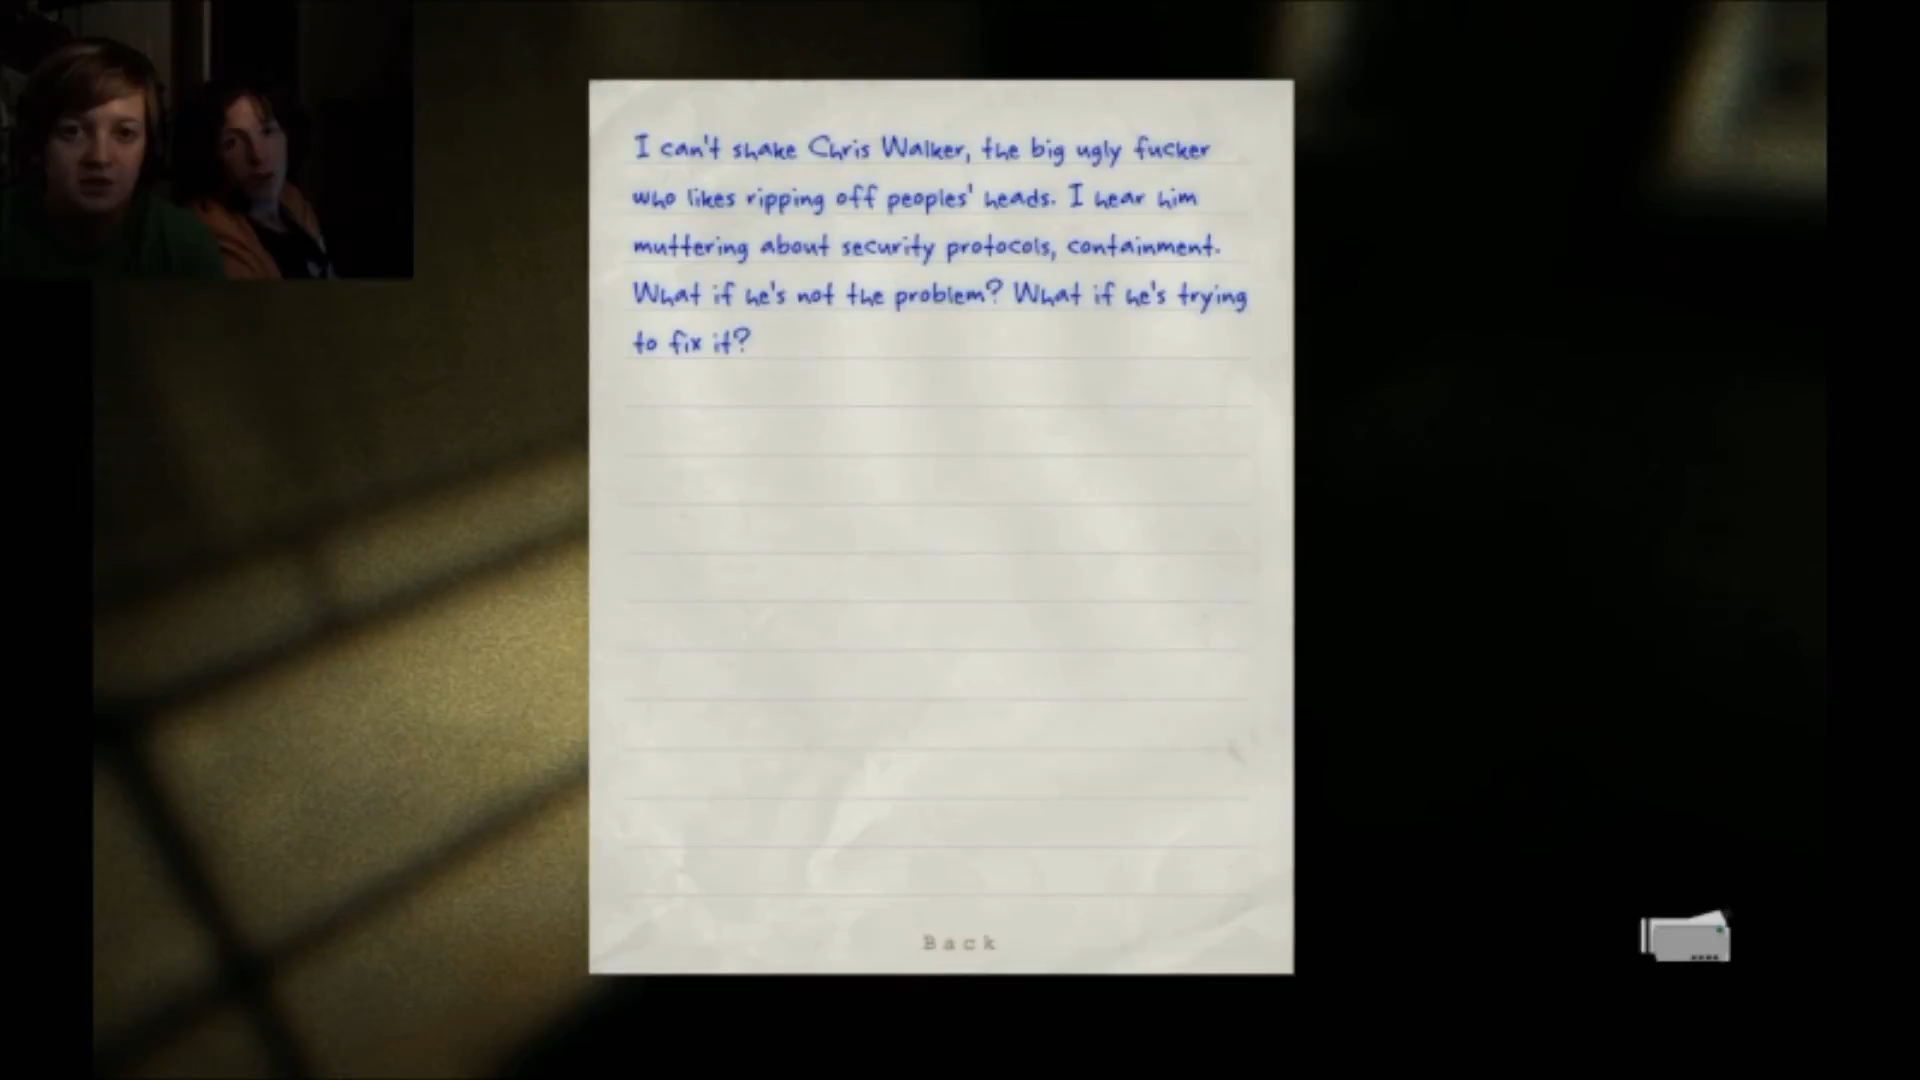 I can't shake Chris Walker, the big ugly fucker
who likes ripping off peoples' heads. I hear him
muttering about security protocols, containment.
What if he's not the problem? What if he's trying
to fix it?
Back